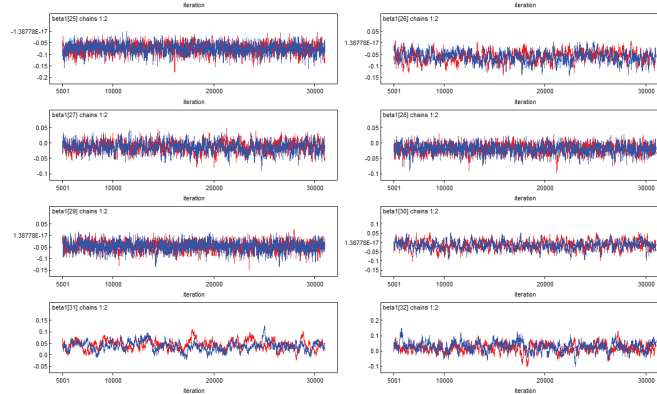 iteration iteration
beta1[25] chains 1:2
-1.38778E-17
-0.05
-0.1
-0.15
-0.2
5001 10000 20000 30000
iteration
beta1[26] chains 1:2
0.05
1.38778E-17
-0.05
-0.1
-0.15
5001 10000 20000 30000
iteration
beta1[27] chains 1:2
0.05
0.0
-0.05
-0.1
5001 10000 20000 30000
iteration
beta1[28] chains 1:2
0.05
0.0
-0.05
-0.1
5001 10000 20000 30000
iteration
beta1[29] chains 1:2
0.05
1.38778E-17
-0.05
-0.1
-0.15
5001 10000 20000 30000
iteration
beta1[30] chains 1:2
0.1
0.05
1.38778E-17
-0.05
-0.1
-0.15
5001 10000 20000 30000
iteration
beta1[31] chains 1:2
0.15
0.1
0.05
0.0
-0.05
5001 10000 20000 30000
iteration
beta1[32] chains 1:2
0.2
0.1
0.0
-0.1
5001 10000 20000 30000
iteration